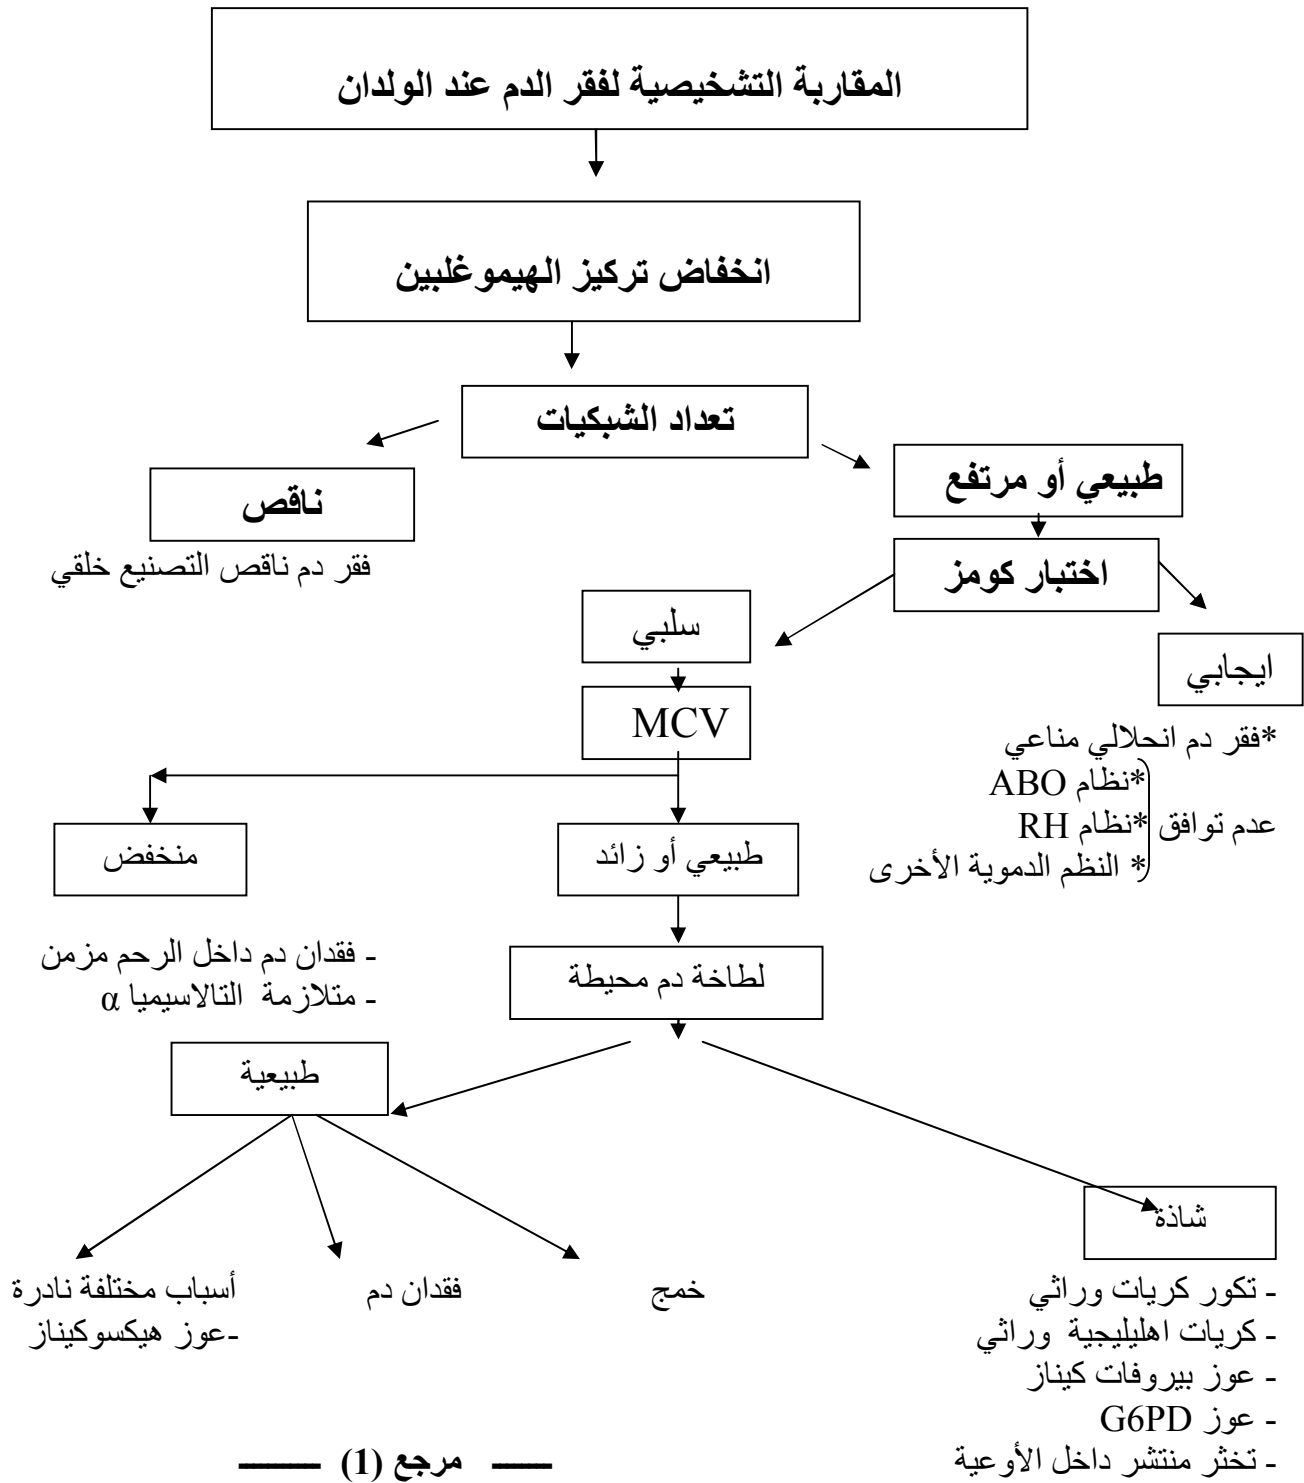 المقاربة التشخيصية لفقر الدم عند الولدان
انخفاض تركيز الهيموغلبين
تعداد الشبكيات
طبيعي أو مرتفع
ناقص
فقر دم ناقص التصنيع خلقي
اختبار كومز
سلبي
ايجابي
MCV
*فقر دم انحلالي مناعي
*نظام ABO
عدم توافق *نظام RH
* النظم الدموية الأخرى
طبيعي أو زائد
منخفض
- فقدان دم داخل الرحم مزمن
- متلازمة التالاسيميا α
لطاخة دم محيطة
طبيعية
شاذة
خمج
فقدان دم
أسباب مختلفة نادرة
-عوز هيكسوكيناز
- تكور كريات وراثي
- كريات اهليليجية وراثي
- عوز بيروفات كيناز
- عوز G6PD
- تخثر منتشر داخل الأوعية
مرجع (1)